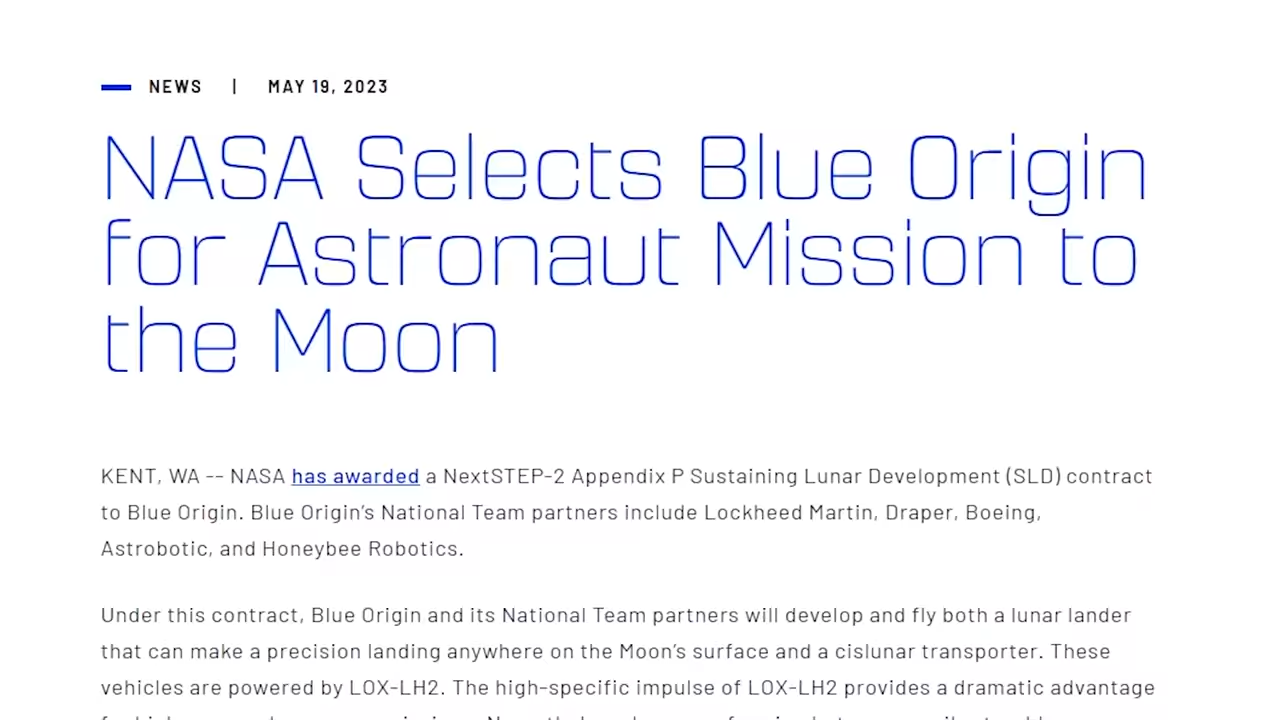 NEWS | MAY 19, 2023
NASA Selects Blue Origin
for Astronaut Mission to
the Moon
KENT, WA -- NASA has awarded a NextSTEP-2 Appendix P Sustaining Lunar Development (SLD) contract
to Blue Origin. Blue Origin’s National Team partners include Lockheed Martin, Draper, Boeing,
Astrobotic, and Honeybee Robotics.
Under this contract, Blue Origin and its National Team partners will develop and fly both a lunar lander
that can make a precision landing anywhere on the Moon’s surface and a cislunar transporter. These
vehicles are powered by LOX-LH2. The high-specific impulse of LOX-LH2 provides a dramatic advantage